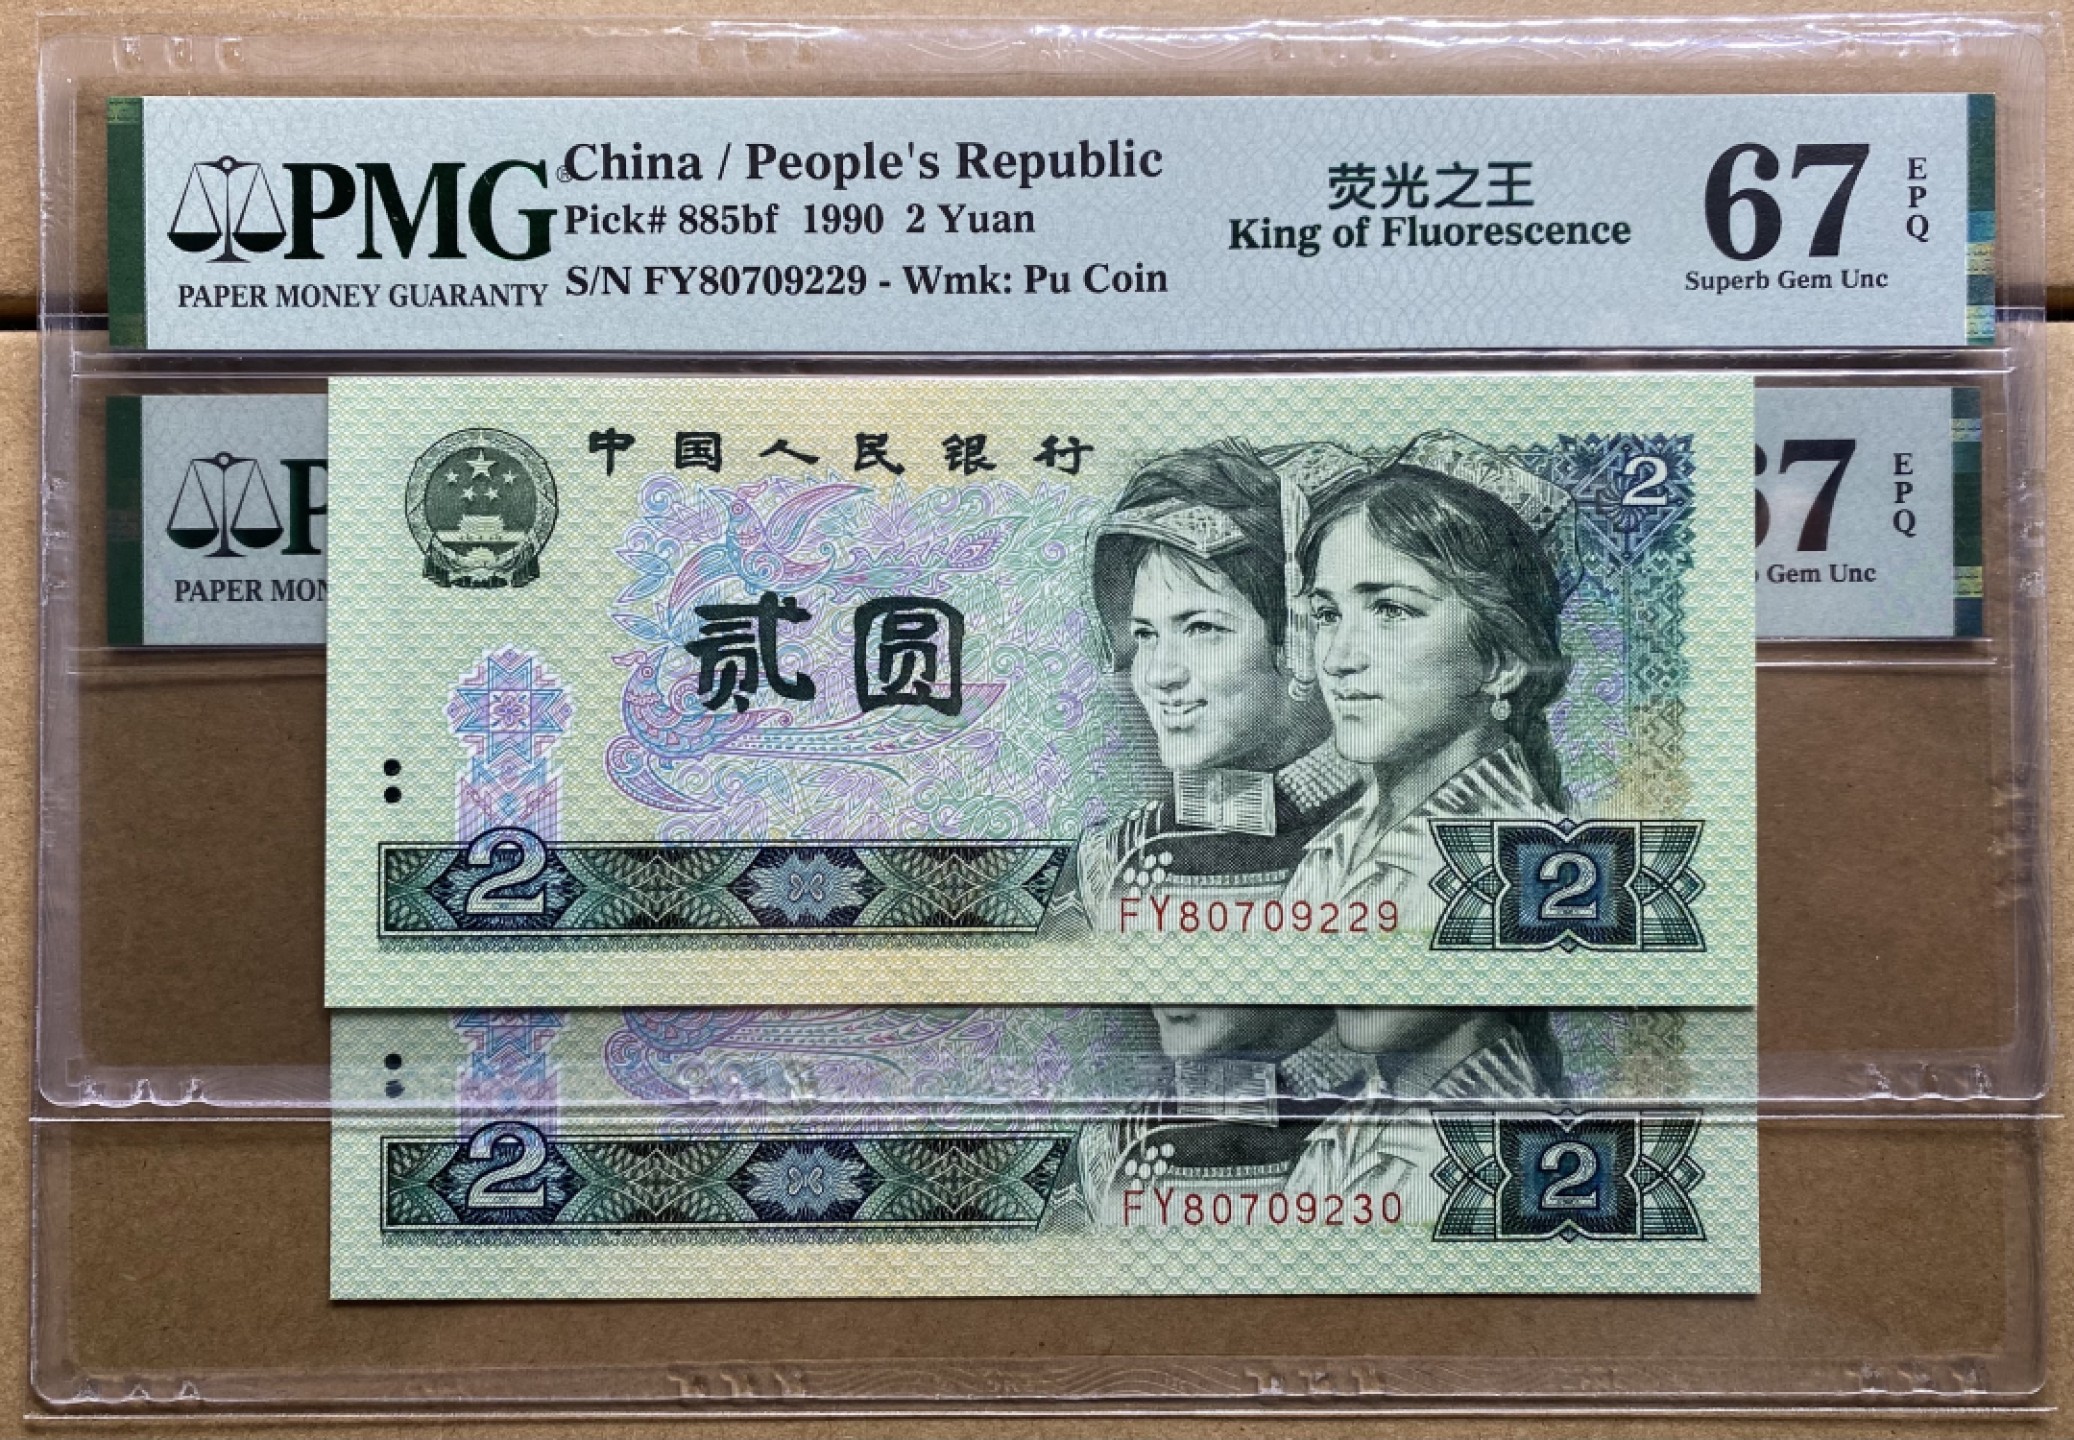 PMG®
PAPER MONEY GUARANTY
China / People's Republic
Pick# 885bf 1990 2 Yuan
S/N FY80709229 - Wmk: Pu Coin
荧光之王
King of Fluorescence
67
EPQ
Superb Gem Unc
P
PAPER MON
67
EPQ
Gem Unc
中国人民银行
2
贰圆
2
FY80709229
2
2
FY80709230
2